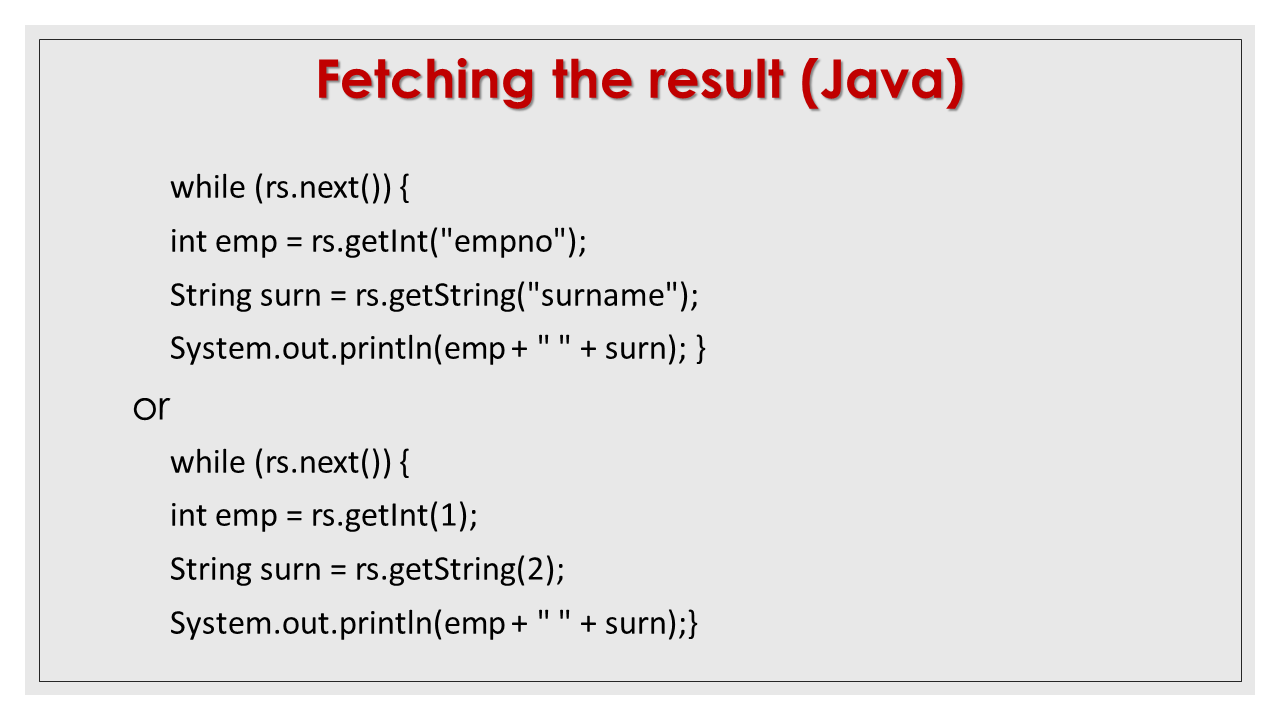 Fetching the result (Java)
while (rs.next()) {
int emp = rs.getInt("empno");
String surn = rs.getString("surname");
System.out.println(emp + " " + surn); }
or
while (rs.next()) {
int emp = rs.getInt(1);
String surn = rs.getString(2);
System.out.println(emp + " " + surn);}